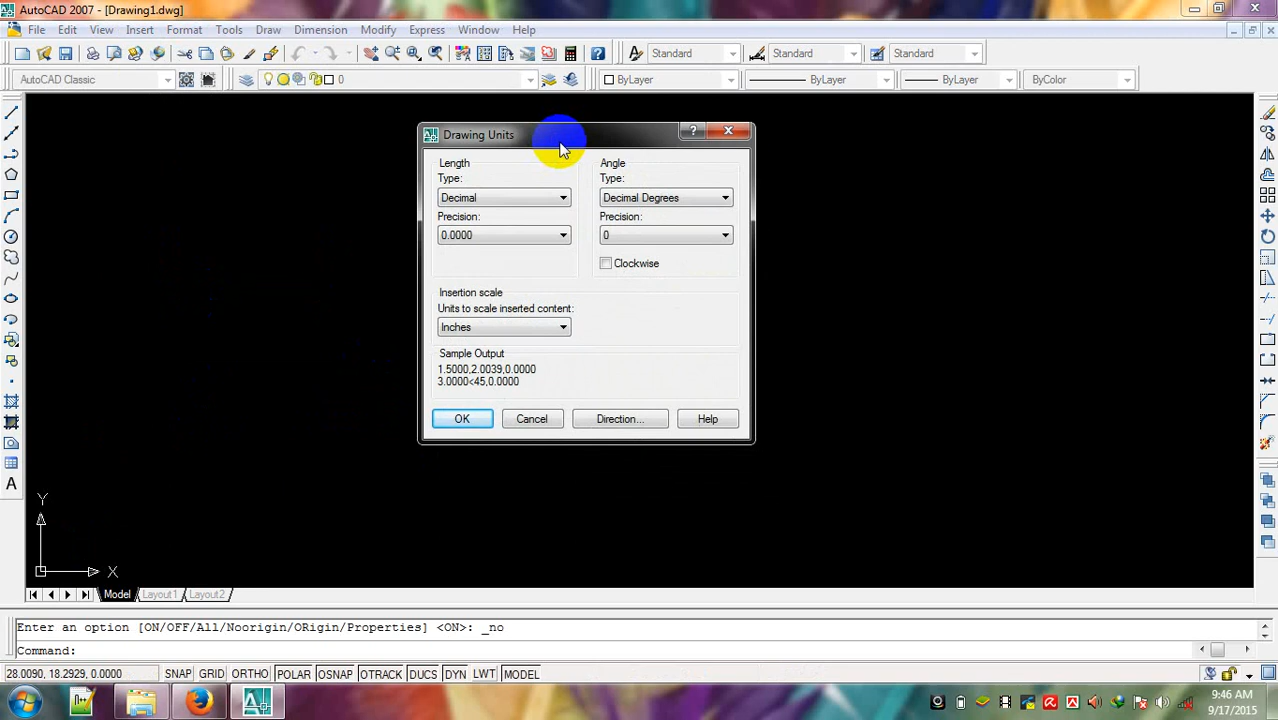 AutoCAD 2007 - [Drawing1.dwg]
File Edit View Insert Format Tools Draw Dimension Modify Express Window Help
Standard Standard Standard
AutoCAD Classic 0 ByLayer ByLayer ByLayer ByColor
Drawing Units
Length Angle
Type: Type:
Decimal Decimal Degrees
Precision: Precision:
0.0000 0
Clockwise
Insertion scale
Units to scale inserted content:
Inches
Sample Output
1.5000,2.0039,0.0000
3.0000<45,0.0000
OK Cancel Direction... Help
A
Y
X
Model Layout1 Layout2
Enter an option [ON/OFF/All/Noorigin/ORigin/Properties] <ON>: _no
Command:
28.0090, 18.2929, 0.0000 SNAP GRID ORTHO POLAR OSNAP OTRACK DUCS DYN LWT MODEL
9:46 AM
9/17/2015